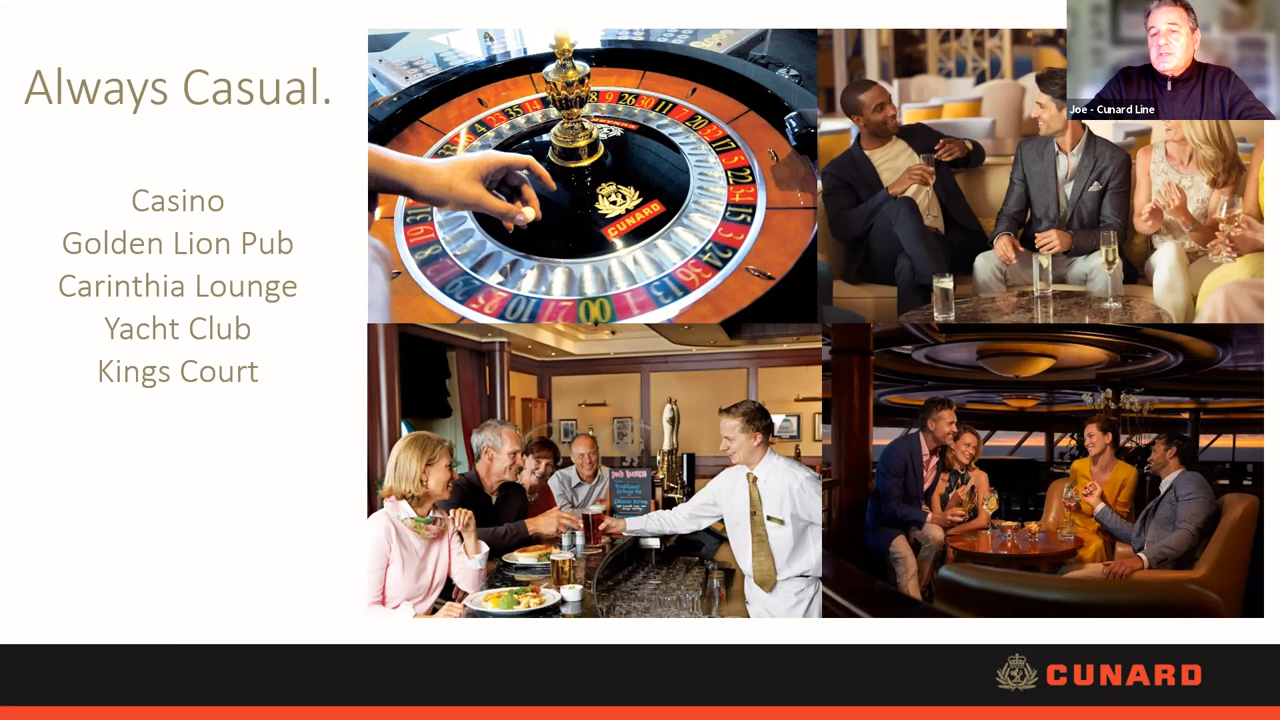 Always Casual.
Casino
Golden Lion Pub
Carinthia Lounge
Yacht Club
Kings Court
Joe - Cunard Line
CUNARD
CUNARD